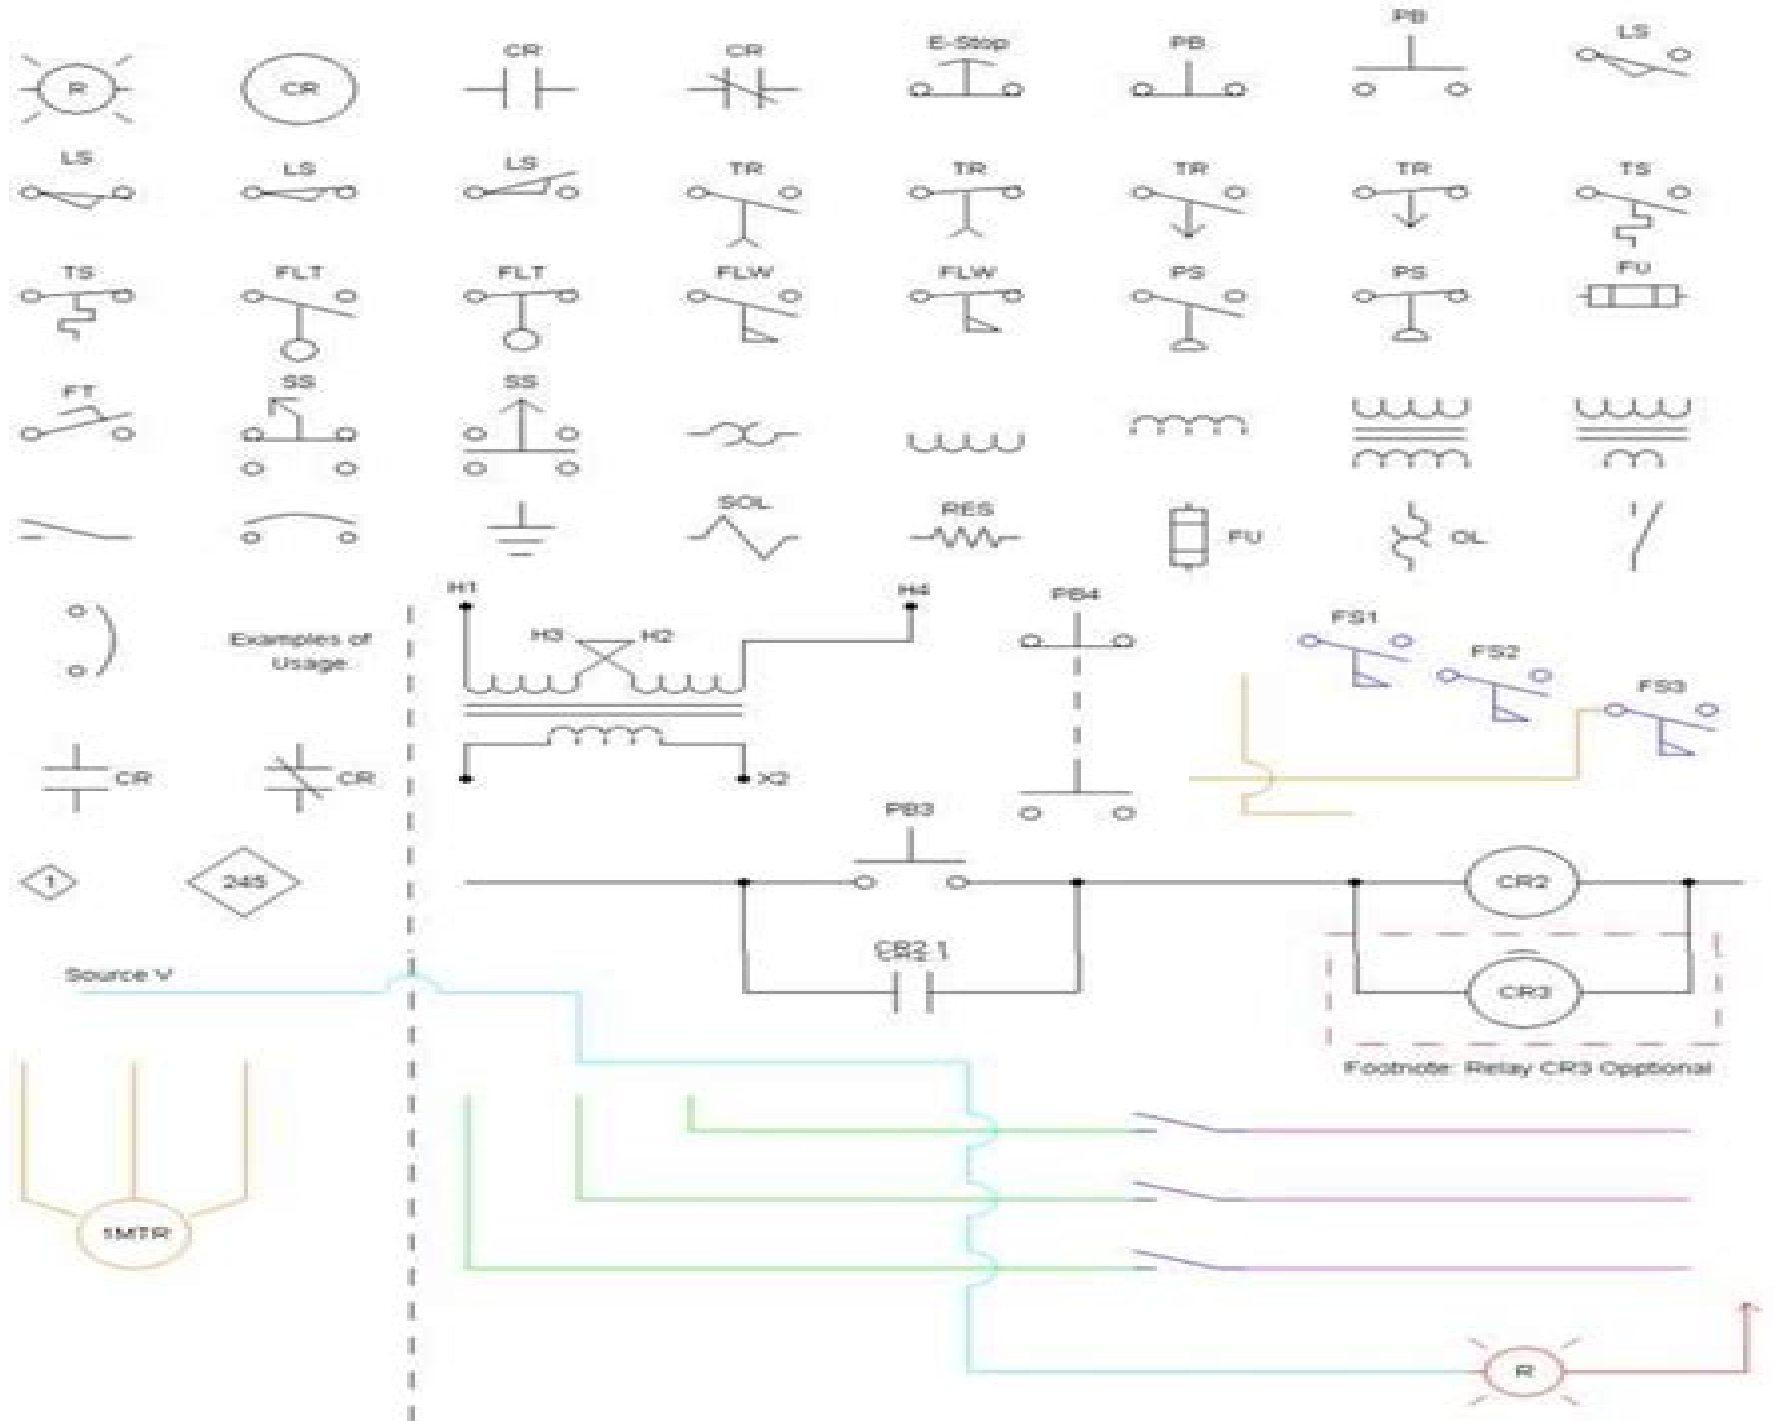 R
CR
CR
CR
E-Stop
PB
PB
LS
LS
LS
LS
TR
TR
TR
TR
TS
TS
FLT
FLT
FLW
FLW
PS
PS
FU
FT
SS
SS
SOL
RES
FU
OL
H1
H4
H3
H2
PB4
FS1
FS2
FS3
Examples of
Usage
CR
CR
X2
PB3
1
245
CR2
CR2 1
Source V
CR3
Footnote: Relay CR3 Opptional
1MTR
R